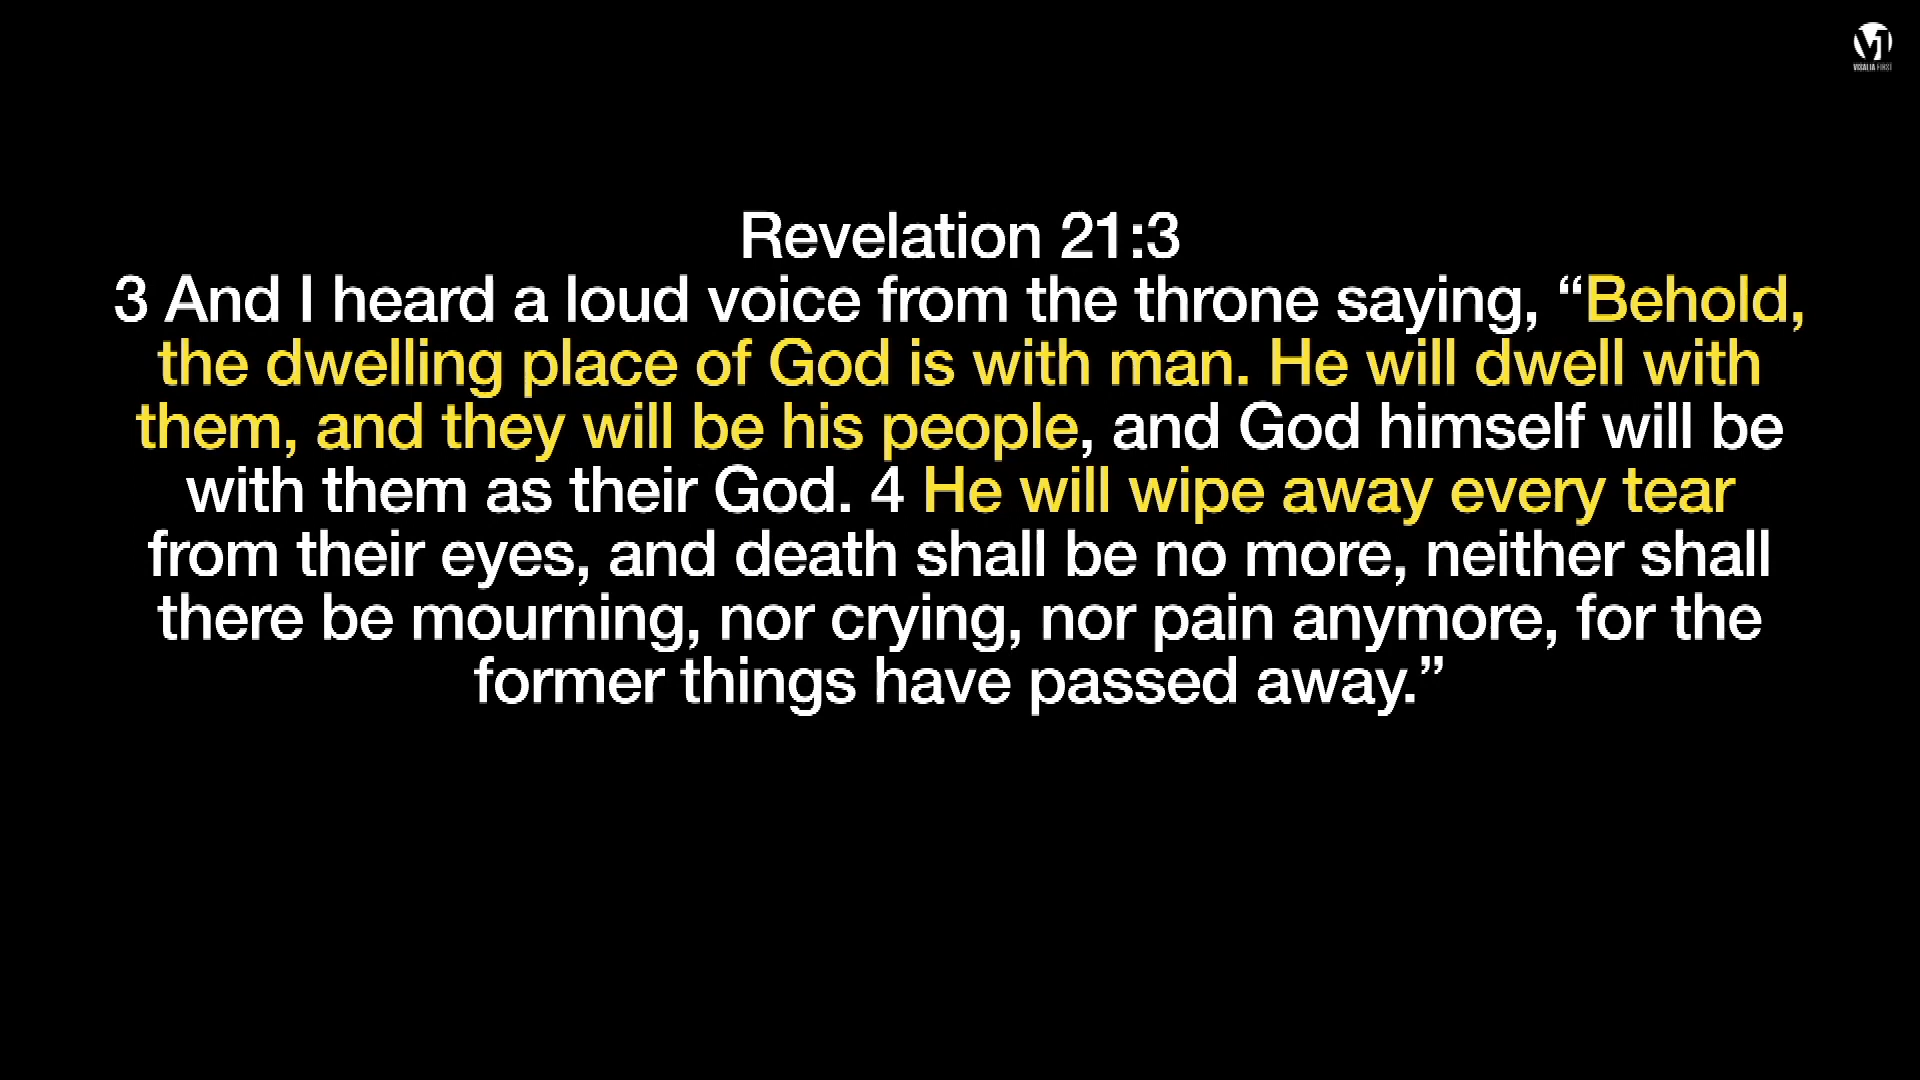 V1
VISALIA FIRST
Revelation 21:3
3 And I heard a loud voice from the throne saying, “Behold,
the dwelling place of God is with man. He will dwell with
them, and they will be his people, and God himself will be
with them as their God. 4 He will wipe away every tear
from their eyes, and death shall be no more, neither shall
there be mourning, nor crying, nor pain anymore, for the
former things have passed away.”